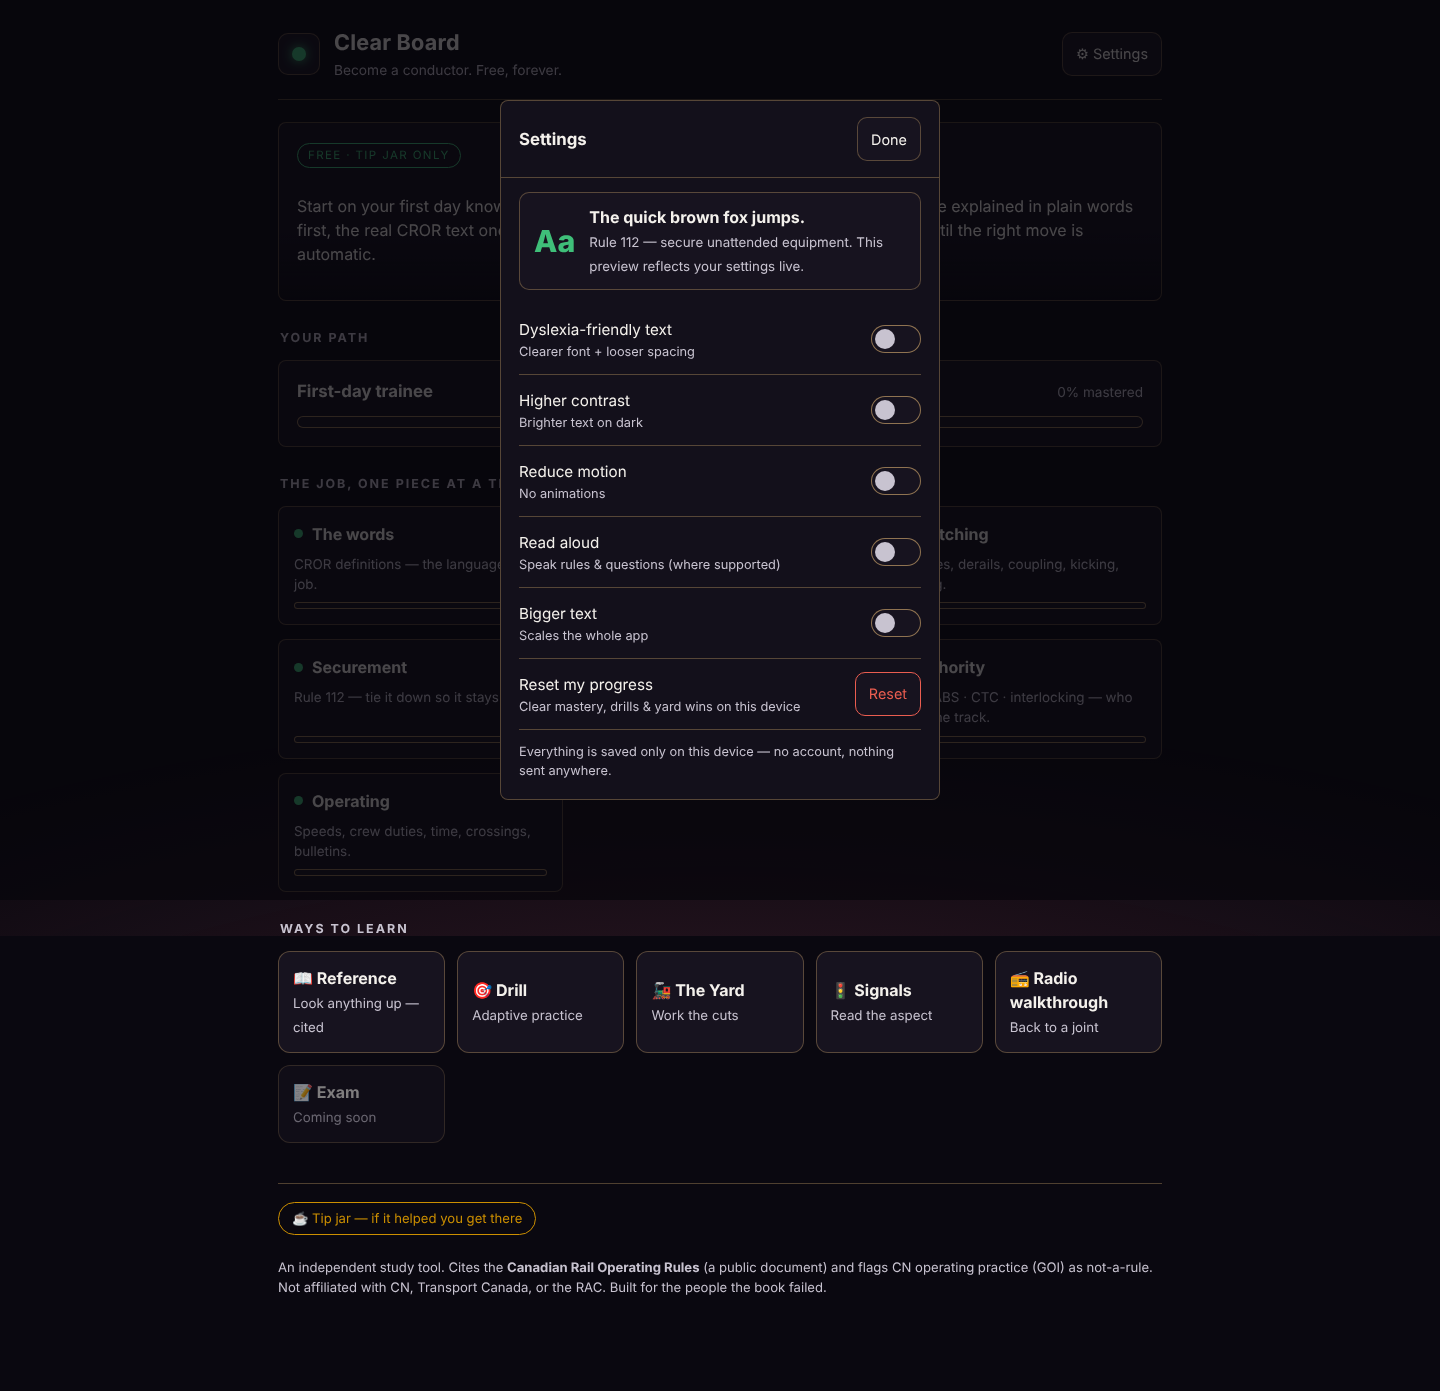 Clear Board
Become a conductor. Free, forever.
⚙ Settings
FREE · TIP JAR ONLY
Start on your first day know
e explained in plain words
first, the real CROR text one
til the right move is
automatic.
YOUR PATH
First-day trainee
0% mastered
THE JOB, ONE PIECE AT A T
The words
CROR definitions — the language
job.
tching
es, derails, coupling, kicking,
g.
Securement
Rule 112 — tie it down so it stays
hority
ABS · CTC · interlocking — who
he track.
Operating
Speeds, crew duties, time, crossings,
bulletins.
Settings
Done
Aa
The quick brown fox jumps.
Rule 112 — secure unattended equipment. This
preview reflects your settings live.
Dyslexia-friendly text
Clearer font + looser spacing
Higher contrast
Brighter text on dark
Reduce motion
No animations
Read aloud
Speak rules & questions (where supported)
Bigger text
Scales the whole app
Reset my progress
Clear mastery, drills & yard wins on this device
Reset
Everything is saved only on this device — no account, nothing
sent anywhere.
WAYS TO LEARN
📖 Reference
Look anything up —
cited
🎯 Drill
Adaptive practice
🚂 The Yard
Work the cuts
🚦 Signals
Read the aspect
📻 Radio
walkthrough
Back to a joint
📝 Exam
Coming soon
☕ Tip jar — if it helped you get there
An independent study tool. Cites the Canadian Rail Operating Rules (a public document) and flags CN operating practice (GOI) as not-a-rule.
Not affiliated with CN, Transport Canada, or the RAC. Built for the people the book failed.